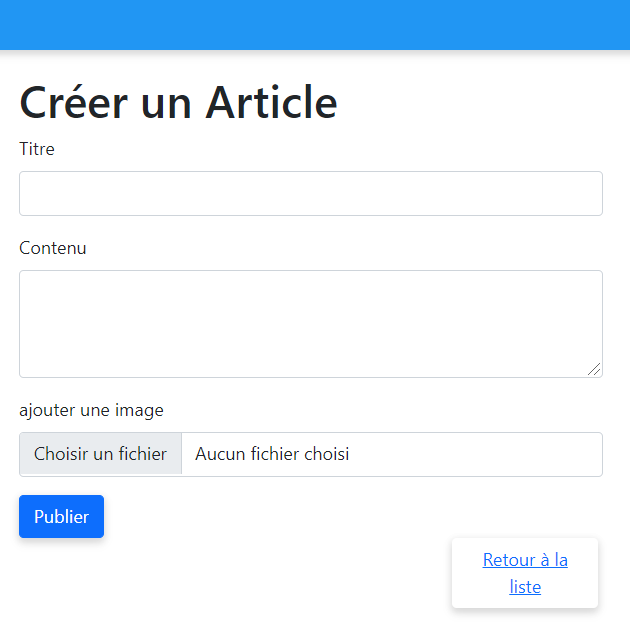 Créer un Article
Titre
Contenu
ajouter une image
Choisir un fichier Aucun fichier choisi
Publier
Retour à la
liste